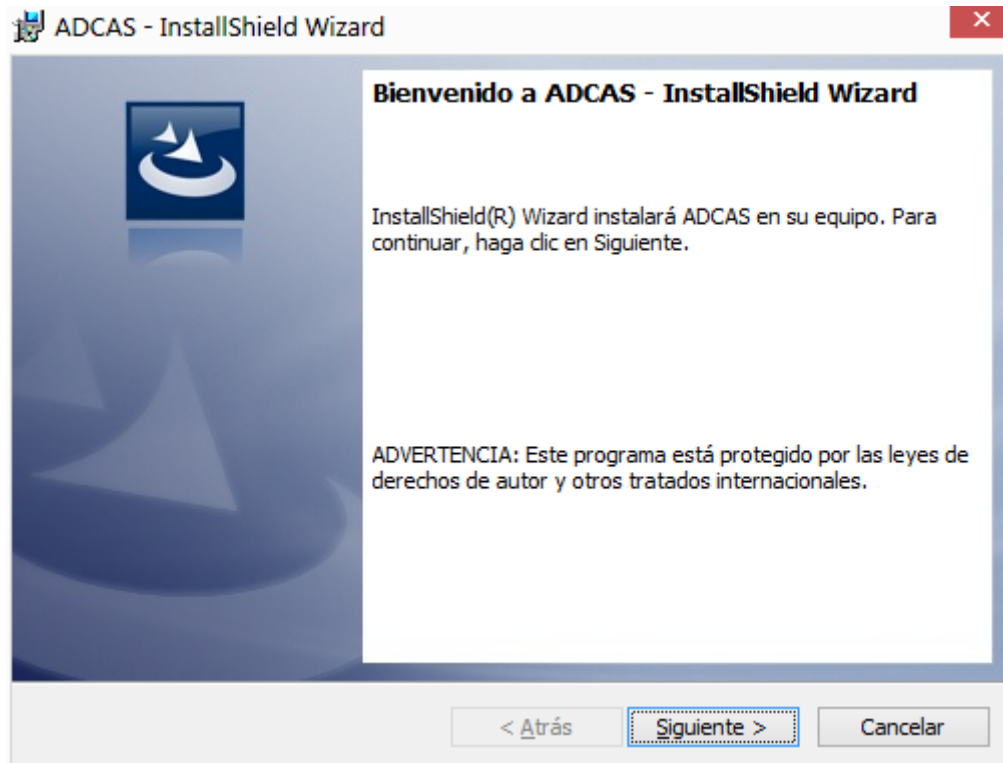 ADCAS - InstallShield Wizard
Bienvenido a ADCAS - InstallShield Wizard
InstallShield(R) Wizard instalará ADCAS en su equipo. Para
continuar, haga clic en Siguiente.
ADVERTENCIA: Este programa está protegido por las leyes de
derechos de autor y otros tratados internacionales.
< Atrás Siguiente > Cancelar